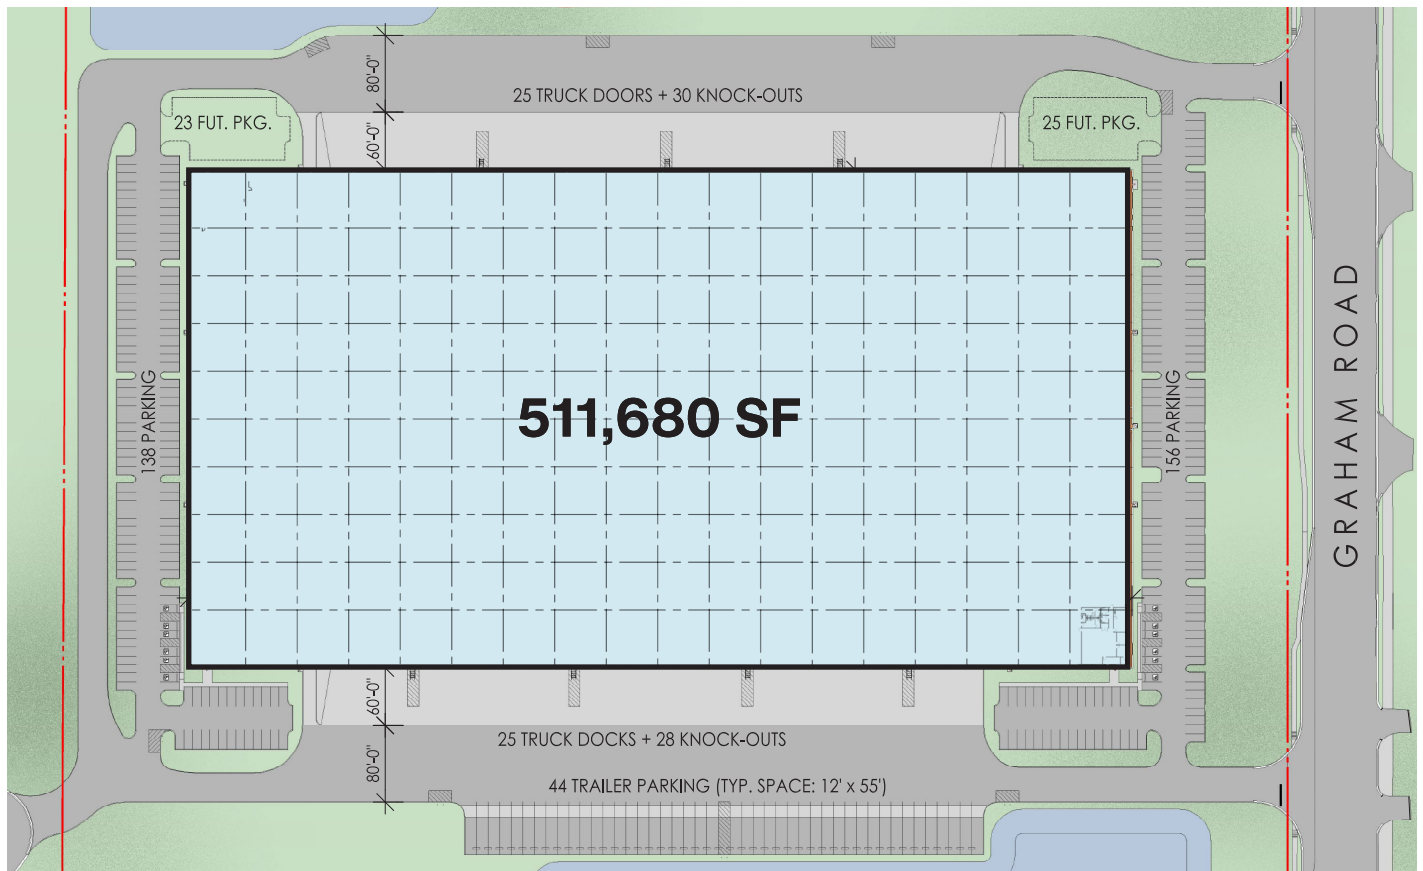 80'-0"
25 TRUCK DOORS + 30 KNOCK-OUTS
23 FUT. PKG.
60'-0"
25 FUT. PKG.
138 PARKING
511,680 SF
156 PARKING
GRAHAM ROAD
60'-0"
25 TRUCK DOCKS + 28 KNOCK-OUTS
80'-0"
44 TRAILER PARKING (TYP. SPACE: 12' x 55')